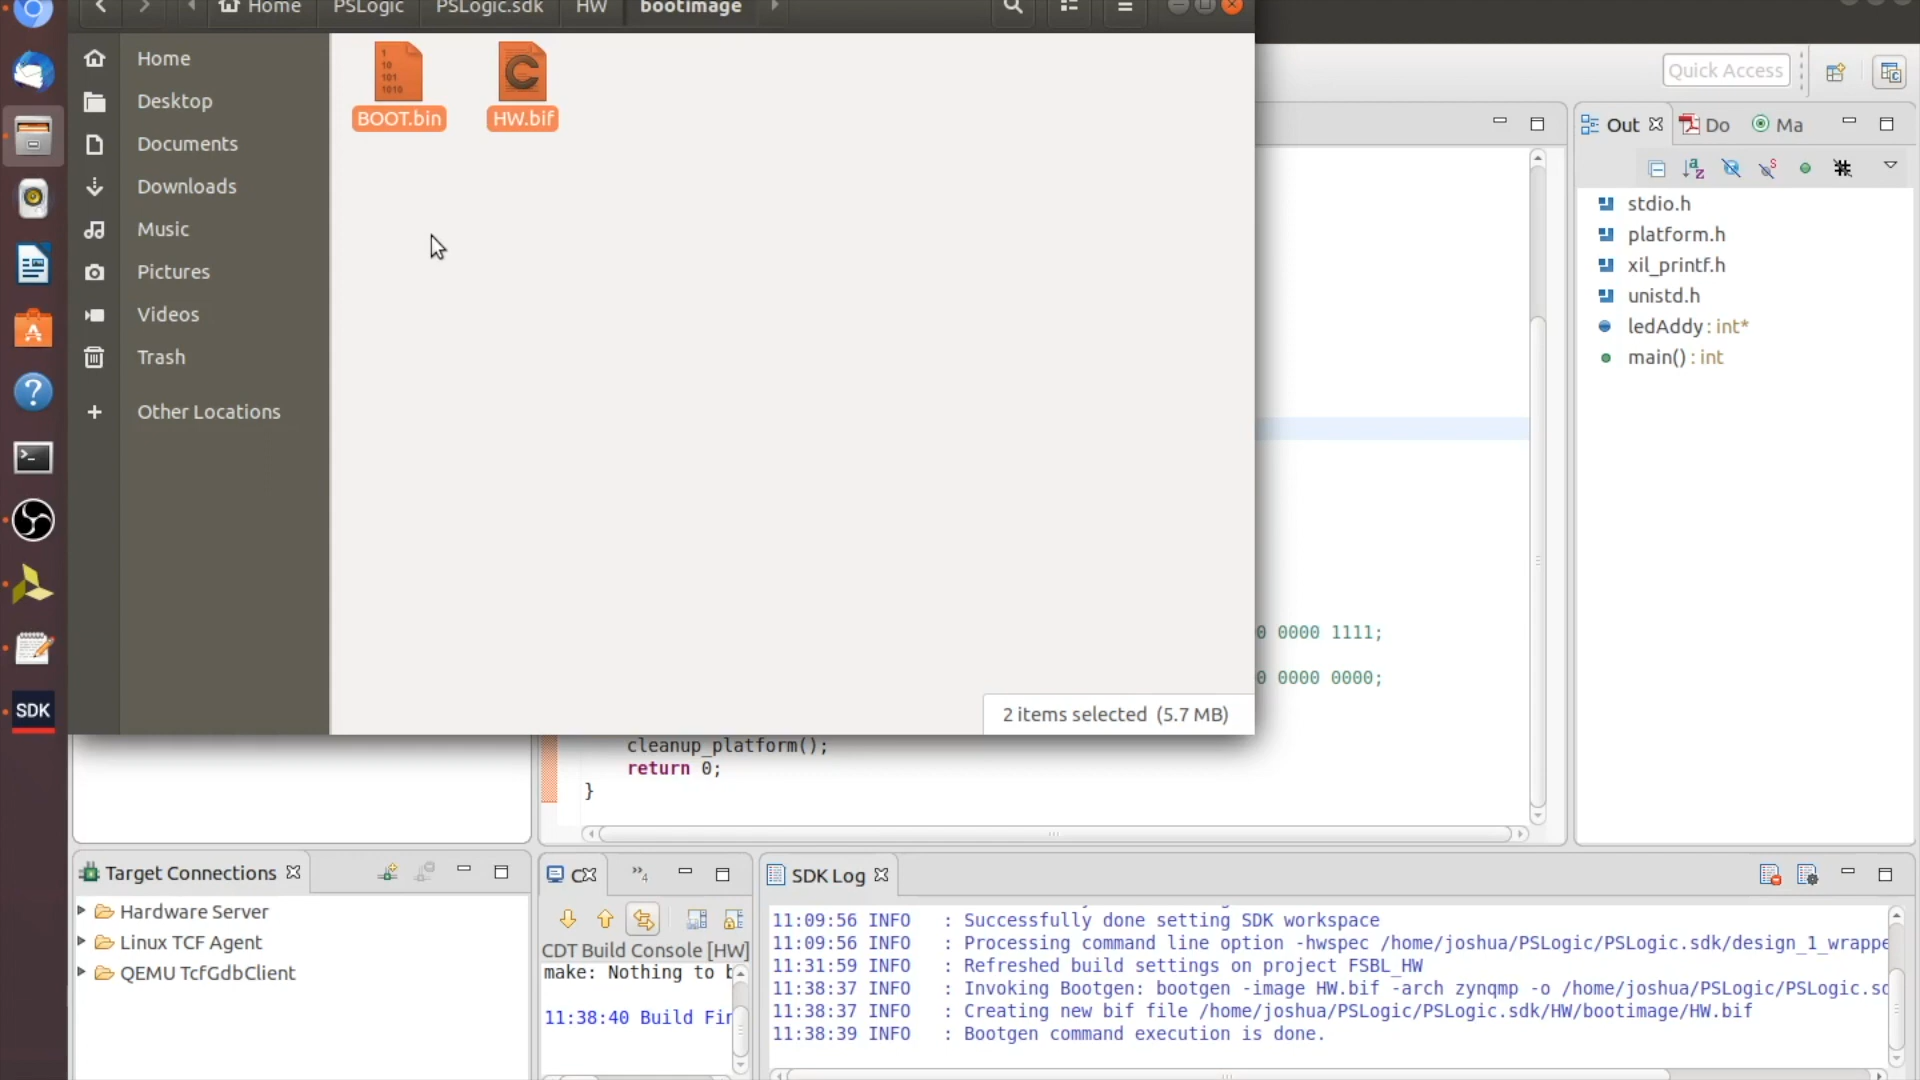 Home PSLogic PSLogic.sdk HW bootimage
Quick Access
Home
Desktop
Documents
Downloads
Music
Pictures
Videos
Trash
+ Other Locations
1
10
101
1010
BOOT.bin
C
HW.bif
2 items selected (5.7 MB)
SDK
0 0000 1111;
0 0000 0000;
cleanup_platform();
return 0;
}
Out Do Ma
stdio.h
platform.h
xil_printf.h
unistd.h
ledAddy : int*
main() : int
Target Connections
Hardware Server
Linux TCF Agent
QEMU TcfGdbClient
C
»4
CDT Build Console [HW]
make: Nothing to b
11:38:40 Build Fin
SDK Log
11:09:56 INFO : Successfully done setting SDK workspace
11:09:56 INFO : Processing command line option -hwspec /home/joshua/PSLogic/PSLogic.sdk/design_1_wrappe
11:31:59 INFO : Refreshed build settings on project FSBL_HW
11:38:37 INFO : Invoking Bootgen: bootgen -image HW.bif -arch zynqmp -o /home/joshua/PSLogic/PSLogic.sd
11:38:37 INFO : Creating new bif file /home/joshua/PSLogic/PSLogic.sdk/HW/bootimage/HW.bif
11:38:39 INFO : Bootgen command execution is done.